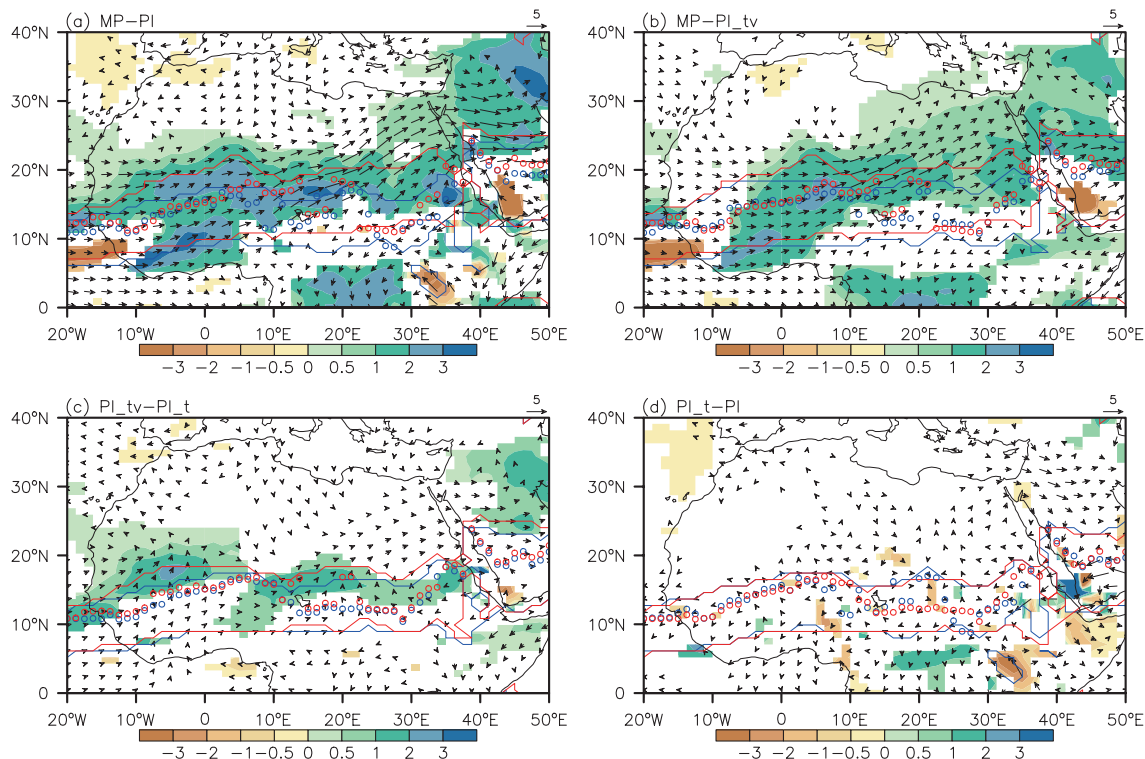 (a) MP-PI 5
40°N
30°N
20°N
10°N
0
20°W 10°W 0 10°E 20°E 30°E 40°E 50°E
-3 -2 -1 -0.5 0 0.5 1 2 3
(b) MP-PI_tv 5
40°N
30°N
20°N
10°N
0
20°W 10°W 0 10°E 20°E 30°E 40°E 50°E
-3 -2 -1 -0.5 0 0.5 1 2 3
(c) PI_tv-PI_t 5
40°N
30°N
20°N
10°N
0
20°W 10°W 0 10°E 20°E 30°E 40°E 50°E
-3 -2 -1 -0.5 0 0.5 1 2 3
(d) PI_t-PI 5
40°N
30°N
20°N
10°N
0
20°W 10°W 0 10°E 20°E 30°E 40°E 50°E
-3 -2 -1 -0.5 0 0.5 1 2 3